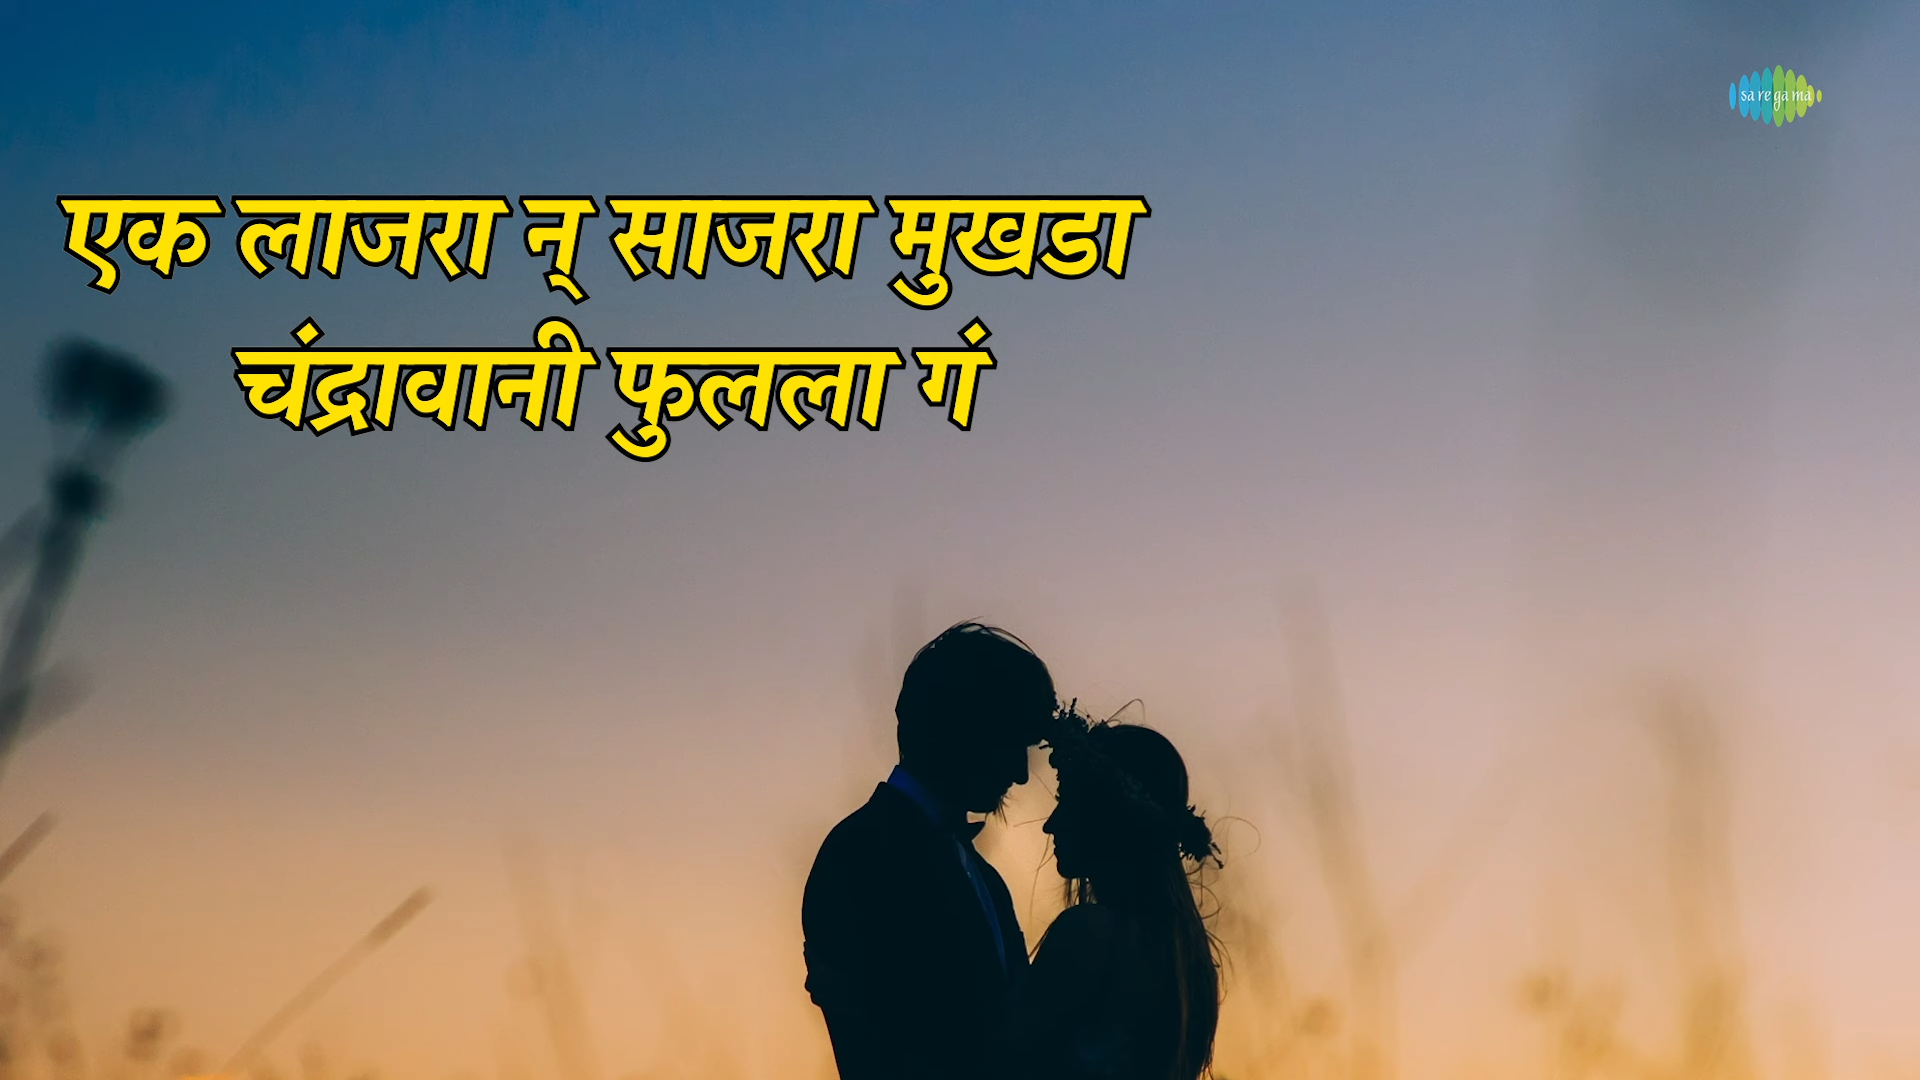 sa re ga ma
एक लाजरा न् साजरा मुखडा
चंद्रावानी फुलला गं